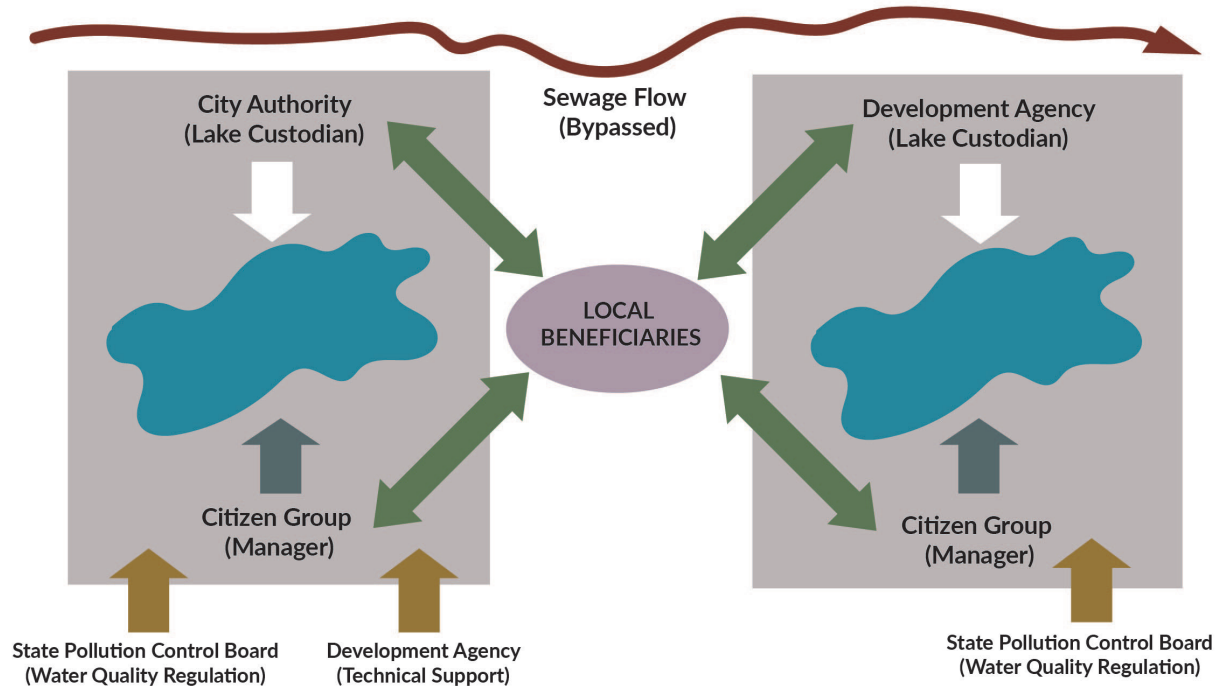 City Authority
(Lake Custodian)
Sewage Flow
(Bypassed)
Development Agency
(Lake Custodian)
LOCAL
BENEFICIARIES
Citizen Group
(Manager)
Citizen Group
(Manager)
State Pollution Control Board
(Water Quality Regulation)
Development Agency
(Technical Support)
State Pollution Control Board
(Water Quality Regulation)